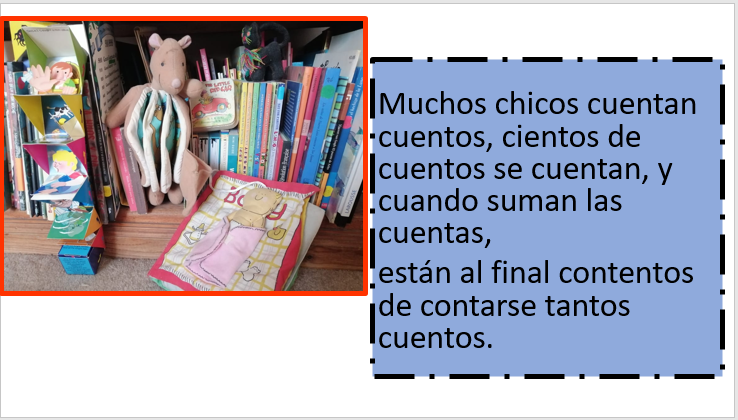 Muchos chicos cuentan
cuentos, cientos de
cuentos se cuentan, y
cuando suman las
cuentas,
están al final contentos
de contarse tantos
cuentos.